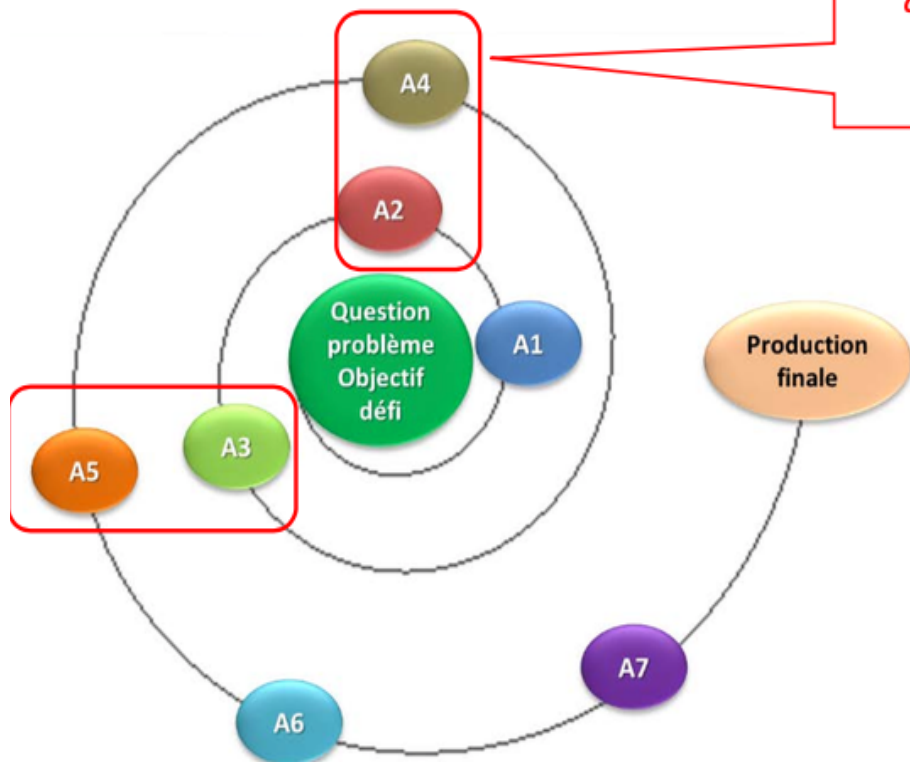 A4
A2
Question
problème
Objectif
défi
A1
Production
finale
A3
A5
A7
A6